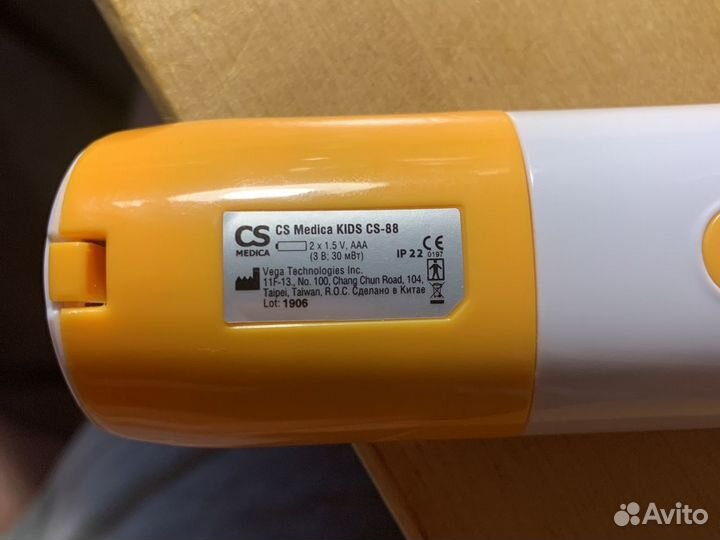 CS MEDICA
CS Medica KIDS CS-88
2 x 1.5 V, AAA
(3 В; 30 мВт)
IP 22
CE 0197
Vega Technologies Inc.
11F-13., No. 100, Chang Chun Road, 104,
Taipei, Taiwan, R.O.C. Сделано в Китае
Lot: 1906
Avito